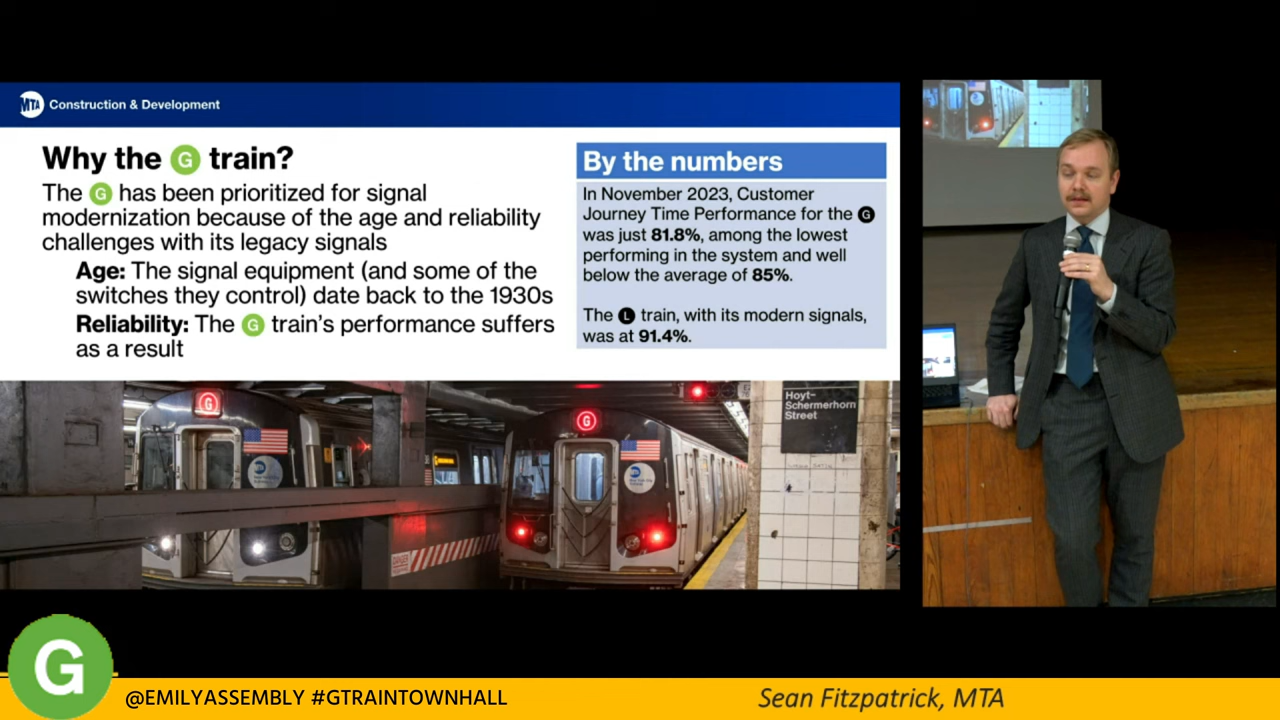 MTA Construction & Development
Why the G train?
The G has been prioritized for signal
modernization because of the age and reliability
challenges with its legacy signals
Age: The signal equipment (and some of the
switches they control) date back to the 1930s
Reliability: The G train's performance suffers
as a result
By the numbers
In November 2023, Customer
Journey Time Performance for the G
was just 81.8%, among the lowest
performing in the system and well
below the average of 85%.
The L train, with its modern signals,
was at 91.4%.
G
G
Hoyt-
Schermerhorn
Street
G
@EMILYASSEMBLY #GTRAINTOWNHALL
Sean Fitzpatrick, MTA